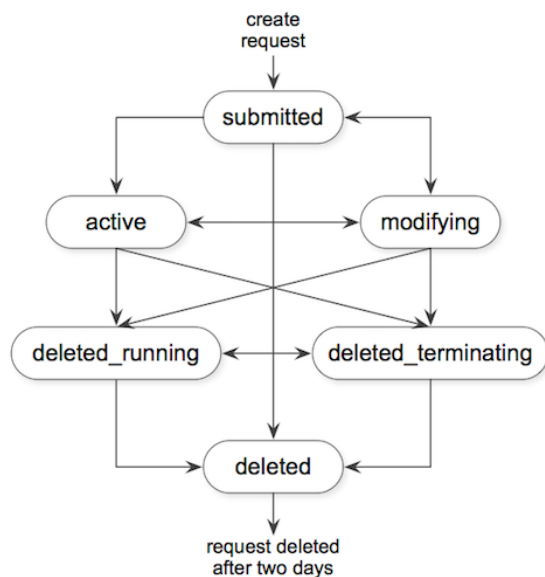 create
request
submitted
active
modifying
deleted_running
deleted_terminating
deleted
request deleted
after two days